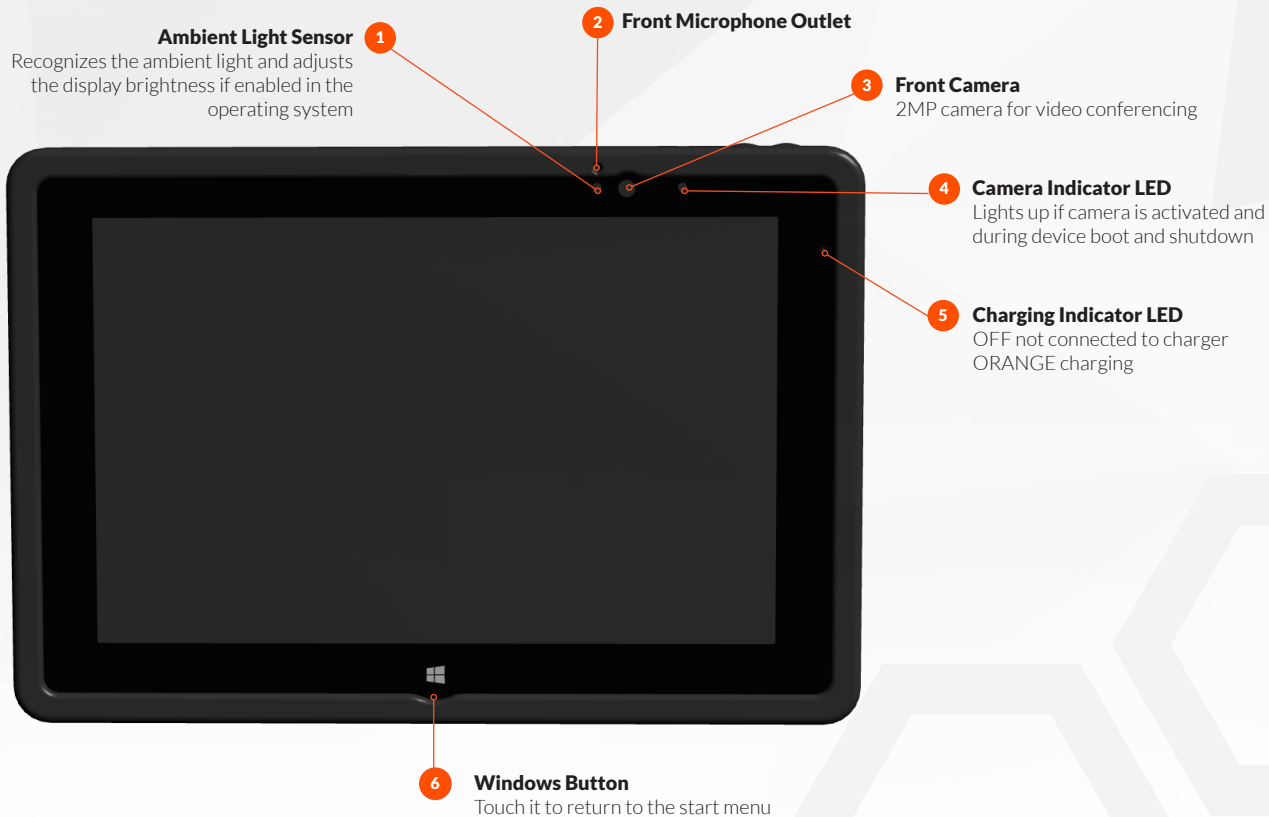 1
Ambient Light Sensor
Recognizes the ambient light and adjusts
the display brightness if enabled in the
operating system
2
Front Microphone Outlet
3
Front Camera
2MP camera for video conferencing
4
Camera Indicator LED
Lights up if camera is activated and
during device boot and shutdown
5
Charging Indicator LED
OFF not connected to charger
ORANGE charging
6
Windows Button
Touch it to return to the start menu